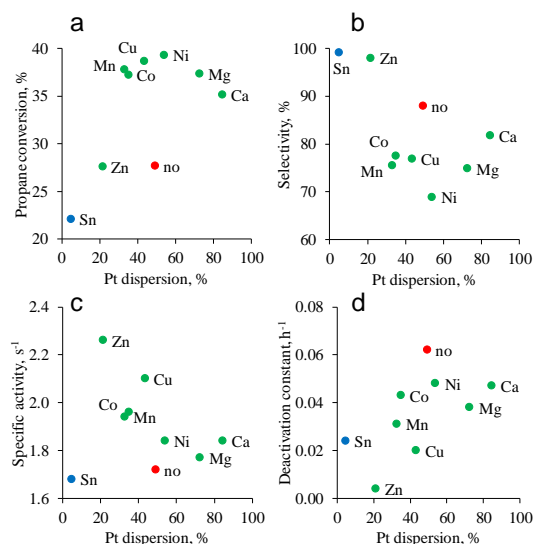 a
Propane conversion, %
40
35
30
25
20
Cu
Ni
Mn
Co
Mg
Ca
Zn
no
Sn
0 20 40 60 80 100
Pt dispersion, %
b
Selectivity, %
100
90
80
70
60
Sn
Zn
no
Co
Ca
Mn
Cu
Mg
Ni
0 20 40 60 80 100
Pt dispersion, %
c
Specific activity, s-1
2.4
2.2
2.0
1.8
1.6
Zn
Cu
Co
Mn
Ni
Ca
Mg
Sn
no
0 20 40 60 80 100
Pt dispersion, %
d
Deactivation constant, h-1
0.08
0.06
0.04
0.02
0.00
no
Ni
Ca
Co
Mg
Mn
Sn
Cu
Zn
0 20 40 60 80 100
Pt dispersion, %